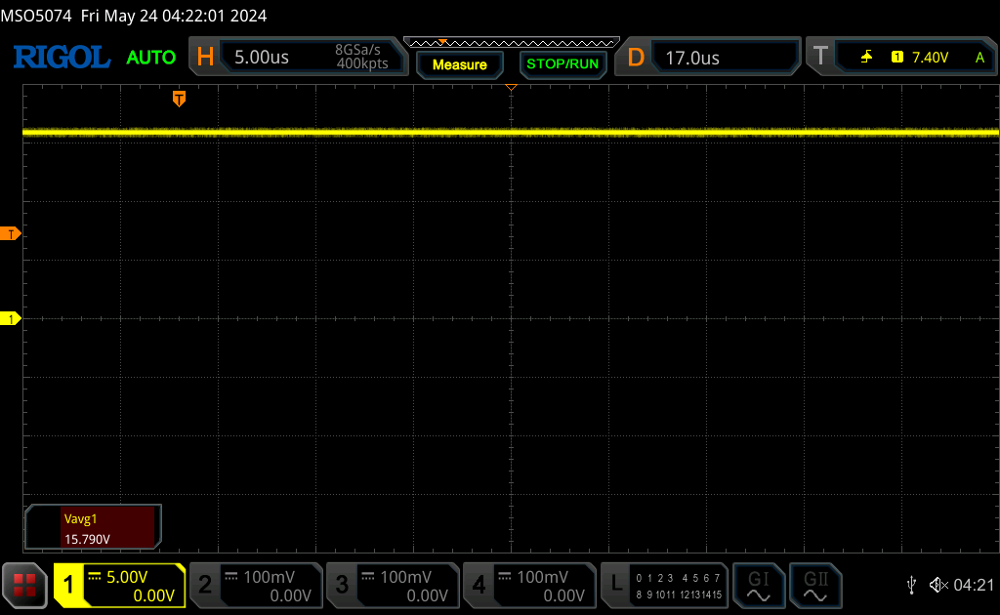 MSO5074 Fri May 24 04:22:01 2024
RIGOL AUTO H 5.00us 8GSa/s 400kpts Measure STOP/RUN D 17.0us T 1 7.40V A
T
T
1
Vavg1
15.790V
1 5.00V 0.00V 2 100mV 0.00V 3 100mV 0.00V 4 100mV 0.00V L 0 1 2 3 4 5 6 7 8 9 10 11 12 13 14 15 GI GII 04:21